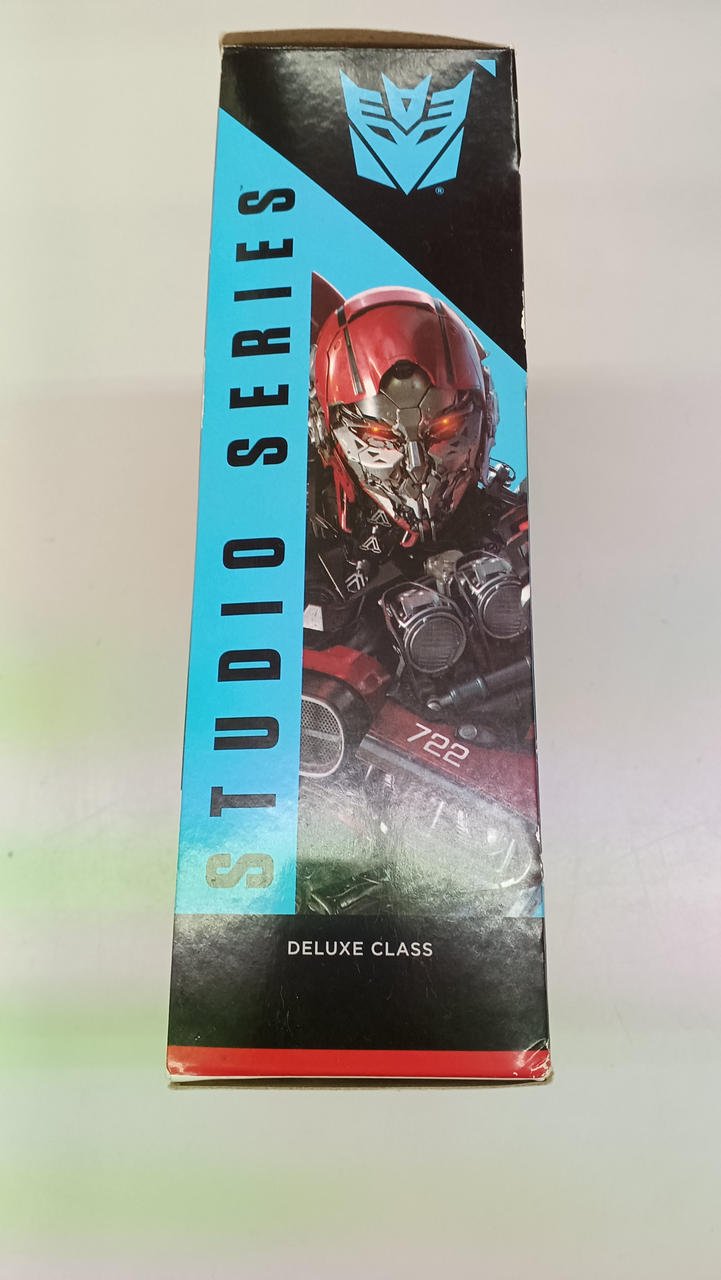 ®
STUDIO SERIES
722
DELUXE CLASS